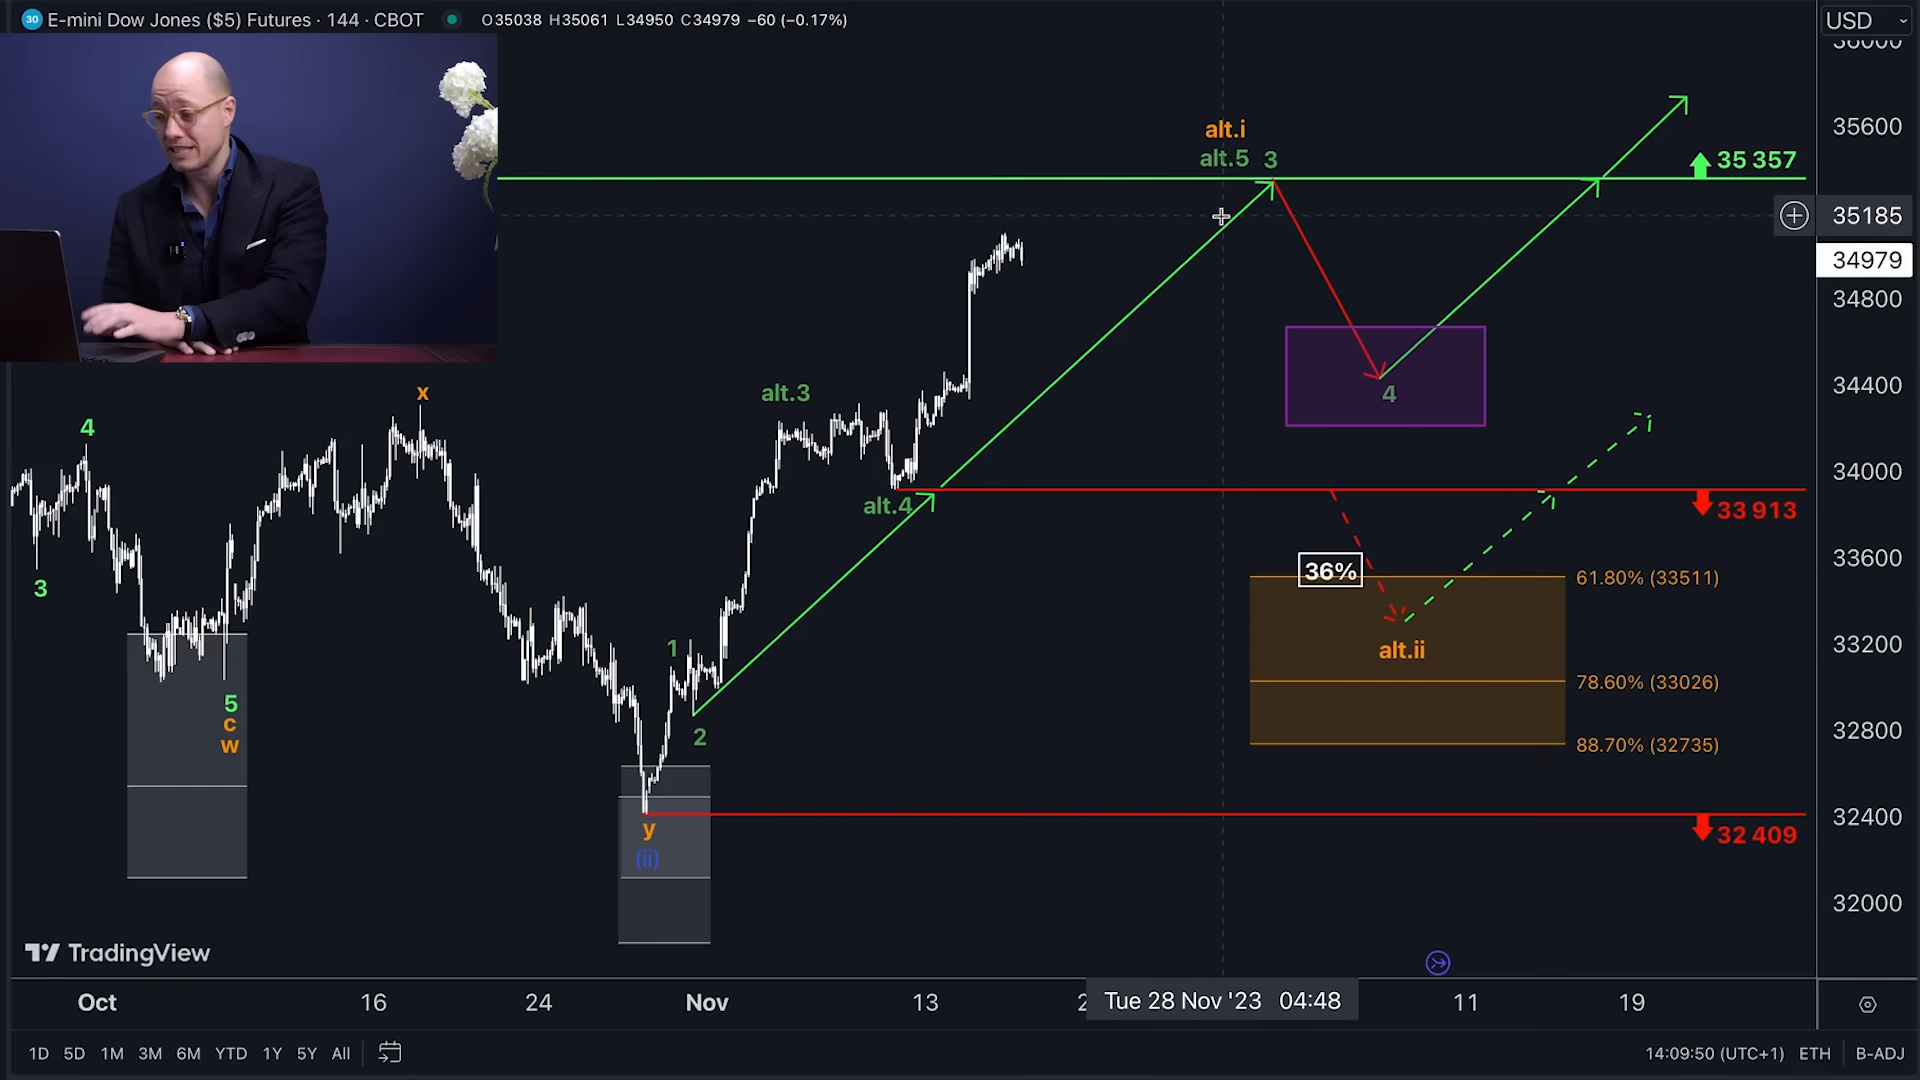 30 E-mini Dow Jones ($5) Futures · 144 · CBOT
O35038 H35061 L34950 C34979 −60 (−0.17%)
USD
36000
35600
35 357
35185
34979
34800
34400
34000
33 913
33600
33200
32800
32400
32 409
32000
alt.i
alt.5 3
4
x
alt.3
3
alt.4
4
36%
61.80% (33511)
alt.ii
78.60% (33026)
88.70% (32735)
1
2
5
c
w
y
(ii)
TradingView
Oct 16 24 Nov 13 2 Tue 28 Nov '23 04:48 11 19
1D 5D 1M 3M 6M YTD 1Y 5Y All
14:09:50 (UTC+1) ETH B-ADJ